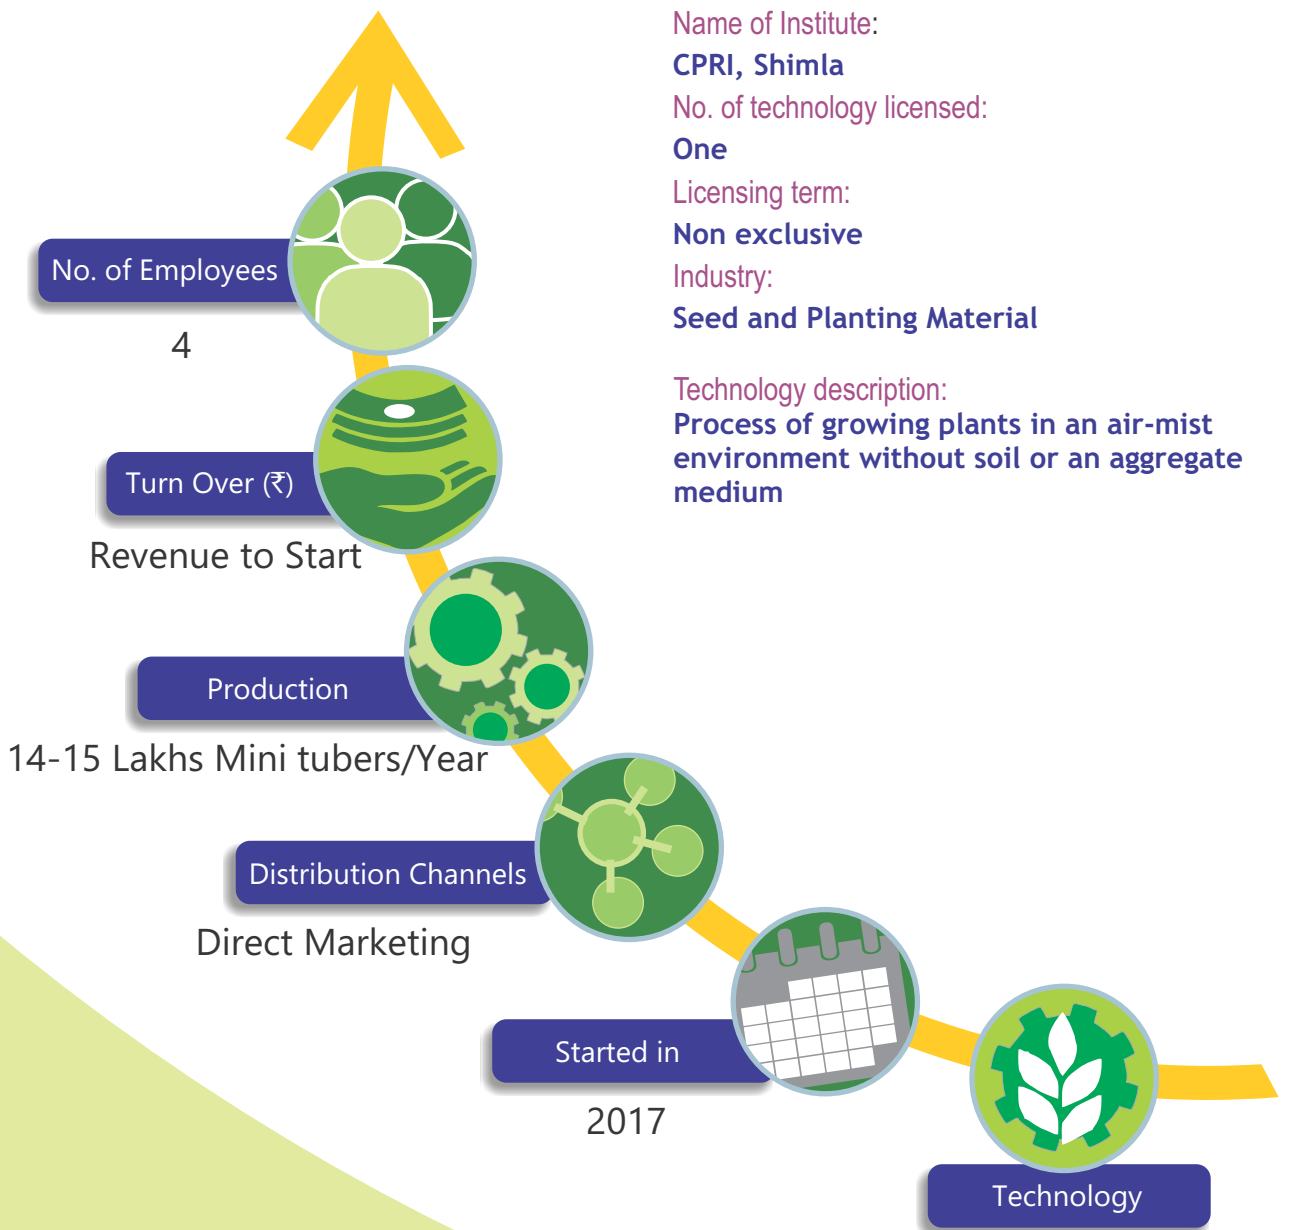 Name of Institute:
CPRI, Shimla
No. of technology licensed:
One
Licensing term:
Non exclusive
Industry:
Seed and Planting Material
Technology description:
Process of growing plants in an air-mist
environment without soil or an aggregate
medium
No. of Employees
4
Turn Over (₹)
Revenue to Start
Production
14-15 Lakhs Mini tubers/Year
Distribution Channels
Direct Marketing
Started in
2017
Technology